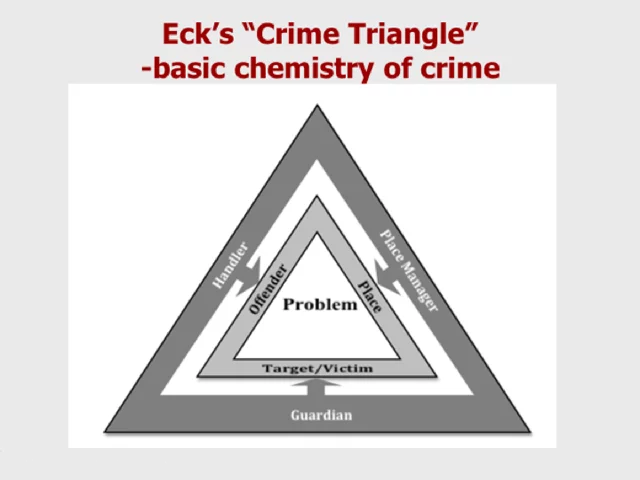 Eck’s “Crime Triangle”
-basic chemistry of crime
Handler
Place Manager
Offender
Place
Problem
Target/Victim
Guardian